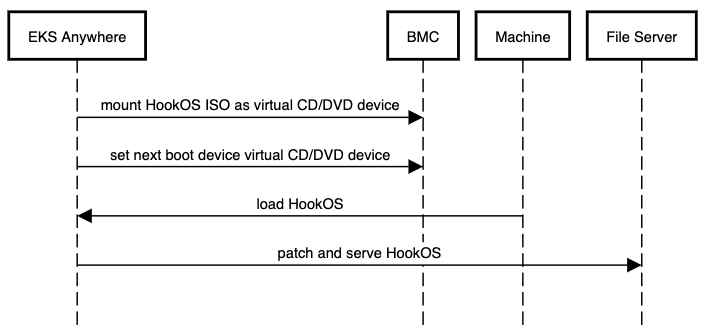 EKS Anywhere
BMC
Machine
File Server
mount HookOS ISO as virtual CD/DVD device
set next boot device virtual CD/DVD device
load HookOS
patch and serve HookOS